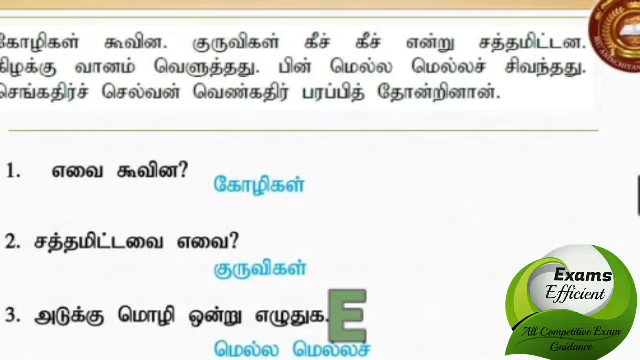 கோழிகள் கூவின. குருவிகள் கீச் கீச் என்று சத்தமிட்டன.
கிழக்கு வானம் வெளுத்தது. பின் மெல்ல மெல்லச் சிவந்தது.
செங்கதிர்ச் செல்வன் வெண்கதிர் பரப்பித் தோன்றினான்.
1. எவை கூவின?
கோழிகள்
2. சத்தமிட்டவை எவை?
குருவிகள்
3. அடுக்கு மொழி ஒன்று எழுதுக.
E
மெல்ல மெல்லச்
Exams
Efficient
All Competitive Exam
Guidance